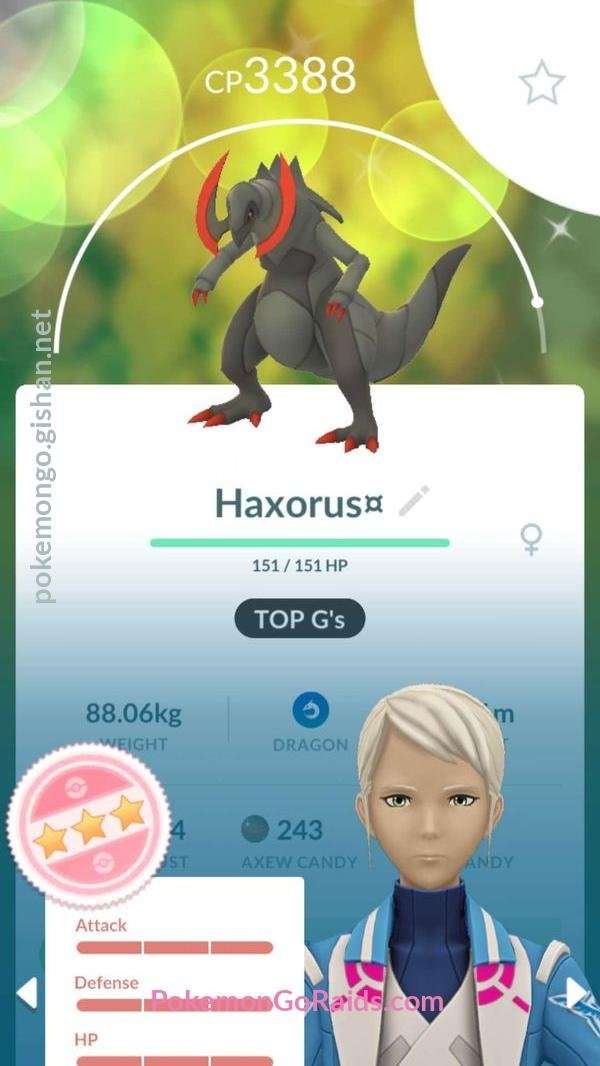 CP3388
pokemongo.gishan.net
Haxorus¤
151 / 151 HP
TOP G's
88.06kg
WEIGHT
DRAGON
243
AXEW CANDY
Attack
Defense
PokemonGoRaids.com
HP